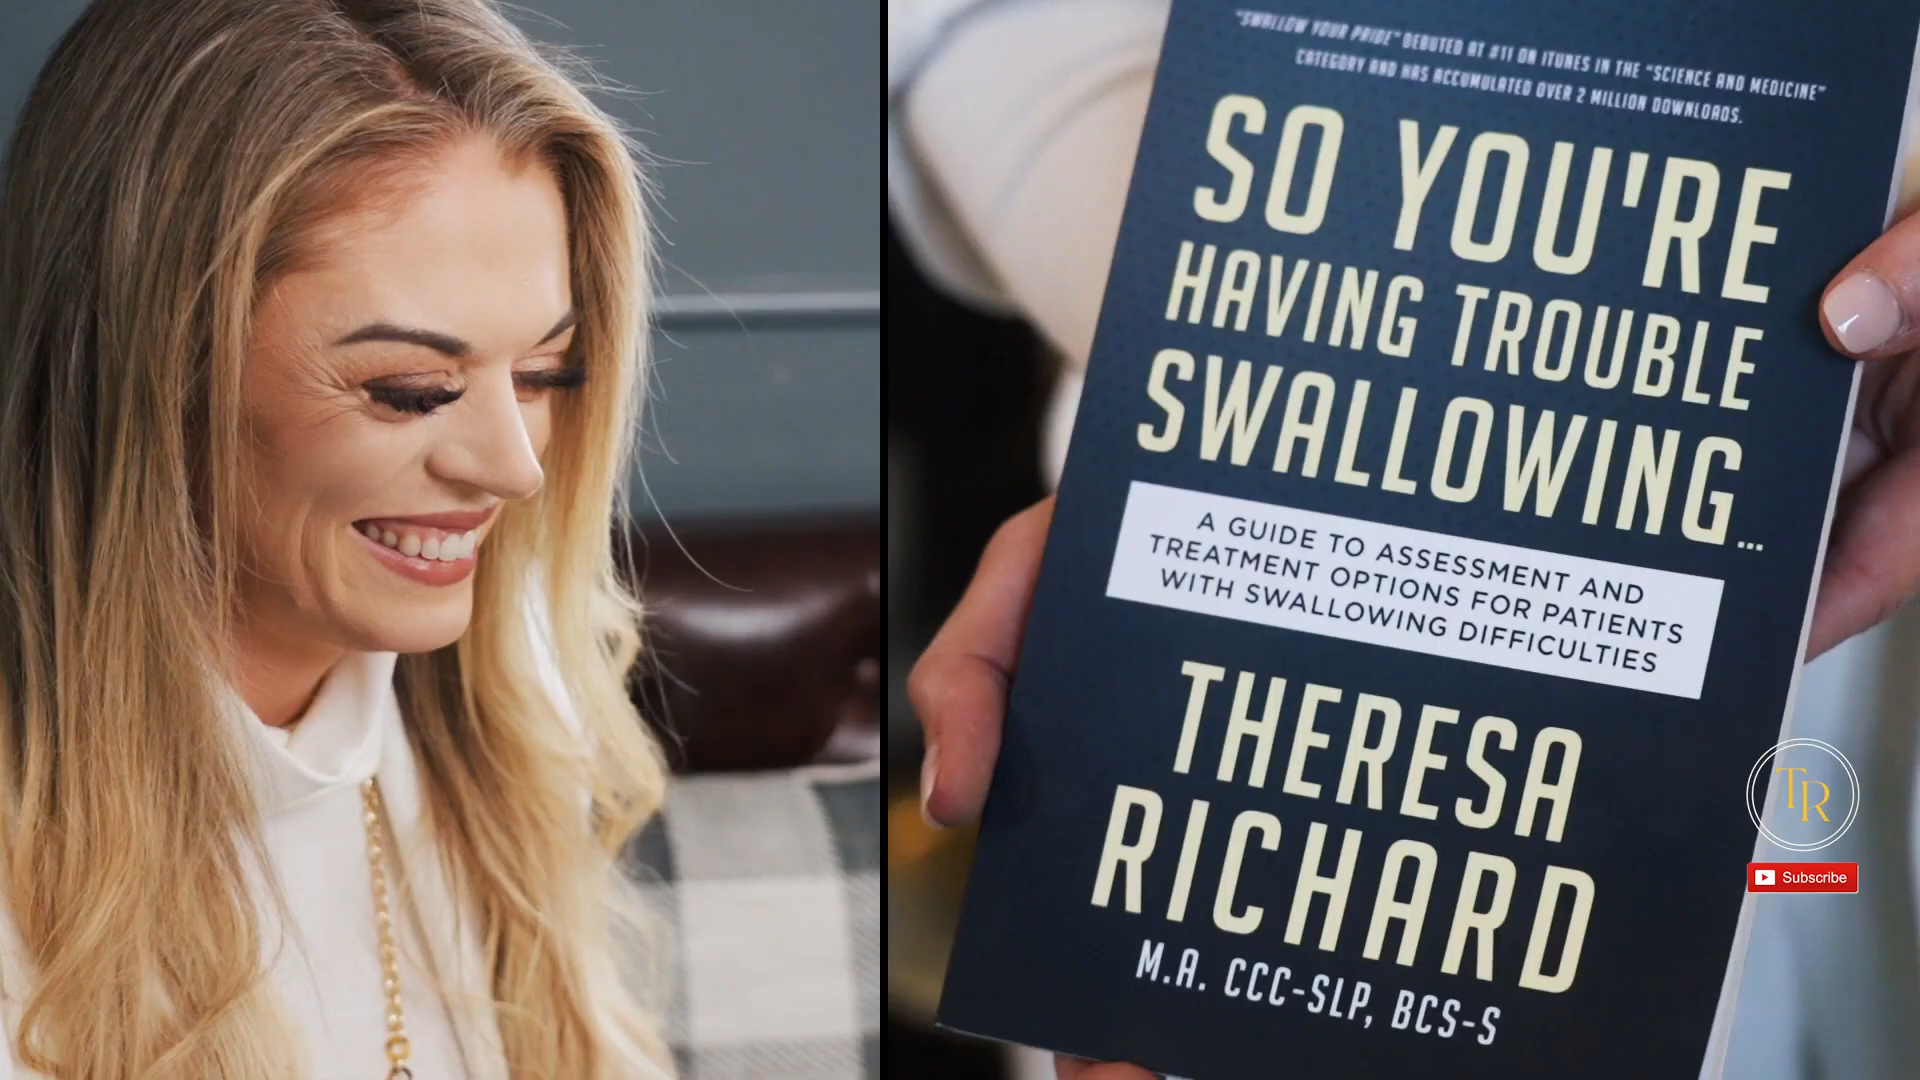 "SWALLOW YOUR PRIDE" DEBUTED AT #11 ON ITUNES IN THE "SCIENCE AND MEDICINE"
CATEGORY AND HAS ACCUMULATED OVER 2 MILLION DOWNLOADS.
SO YOU'RE
HAVING TROUBLE
SWALLOWING...
A GUIDE TO ASSESSMENT AND
TREATMENT OPTIONS FOR PATIENTS
WITH SWALLOWING DIFFICULTIES
THERESA
RICHARD
M.A. CCC-SLP, BCS-S
TR
Subscribe